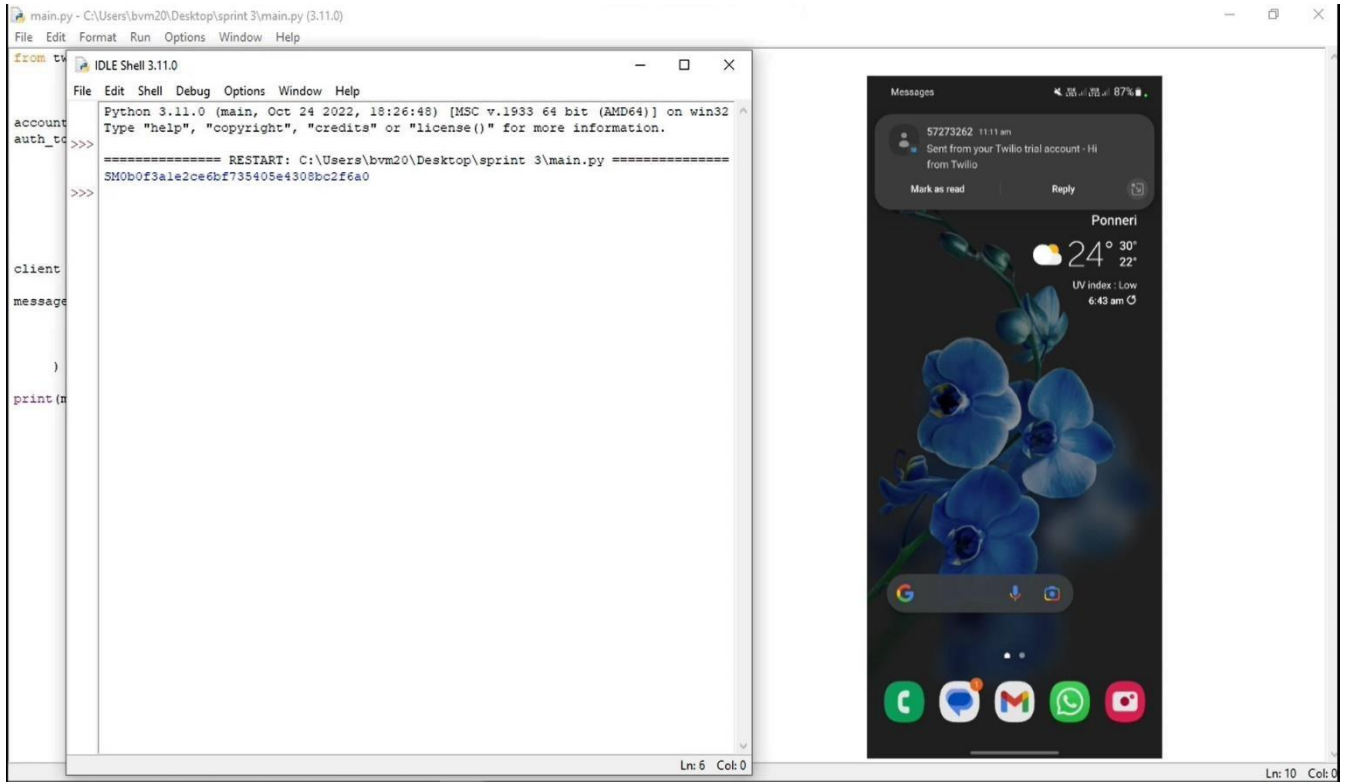 main.py - C:\Users\bvm20\Desktop\sprint 3\main.py (3.11.0)
File Edit Format Run Options Window Help
from tw
account
auth_to
client
message
)
print(m
IDLE Shell 3.11.0
File Edit Shell Debug Options Window Help
Python 3.11.0 (main, Oct 24 2022, 18:26:48) [MSC v.1933 64 bit (AMD64)] on win32
Type "help", "copyright", "credits" or "license()" for more information.
>>>
=============== RESTART: C:\Users\bvm20\Desktop\sprint 3\main.py ===============
SM0b0f3a1e2ce6bf735405e4308bc2f6a0
>>>
Ln: 6 Col: 0
Messages
87%
57273262 11:11 am
Sent from your Twilio trial account - Hi
from Twilio
Mark as read Reply
Ponneri
24° 30°
22°
UV index : Low
6:43 am
1
Ln: 10 Col: 0